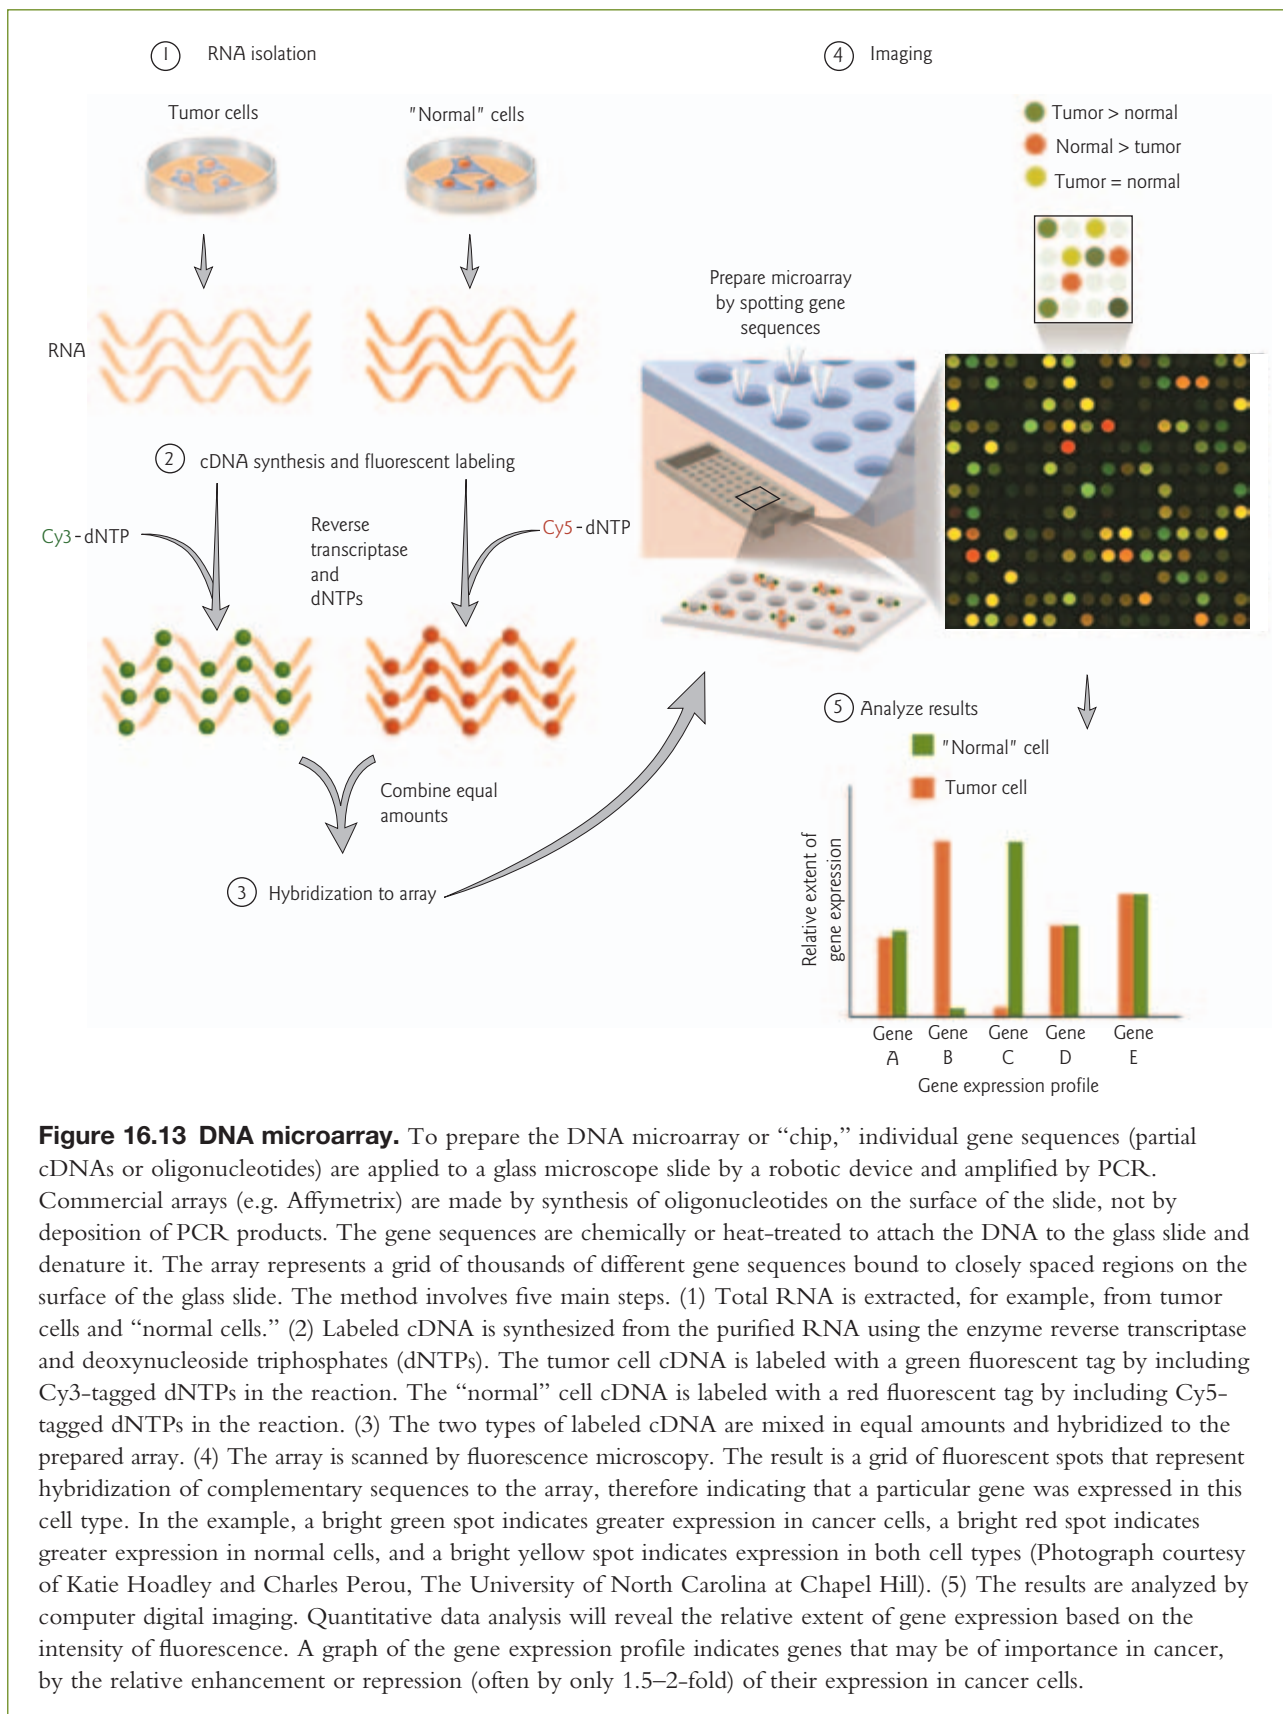 1 RNA isolation
Tumor cells
"Normal" cells
RNA
2 cDNA synthesis and fluorescent labeling
Cy3-dNTP
Reverse
transcriptase
and
dNTPs
Cy5-dNTP
Combine equal
amounts
3 Hybridization to array
Prepare microarray
by spotting gene
sequences
4 Imaging
Tumor > normal
Normal > tumor
Tumor = normal
5 Analyze results
"Normal" cell
Tumor cell
Relative extent of
gene expression
Gene Gene Gene Gene Gene
A B C D E
Gene expression profile
Figure 16.13 DNA microarray. To prepare the DNA microarray or “chip,” individual gene sequences (partial
cDNAs or oligonucleotides) are applied to a glass microscope slide by a robotic device and amplified by PCR.
Commercial arrays (e.g. Affymetrix) are made by synthesis of oligonucleotides on the surface of the slide, not by
deposition of PCR products. The gene sequences are chemically or heat-treated to attach the DNA to the glass slide and
denature it. The array represents a grid of thousands of different gene sequences bound to closely spaced regions on the
surface of the glass slide. The method involves five main steps. (1) Total RNA is extracted, for example, from tumor
cells and “normal cells.” (2) Labeled cDNA is synthesized from the purified RNA using the enzyme reverse transcriptase
and deoxynucleoside triphosphates (dNTPs). The tumor cell cDNA is labeled with a green fluorescent tag by including
Cy3-tagged dNTPs in the reaction. The “normal” cell cDNA is labeled with a red fluorescent tag by including Cy5-
tagged dNTPs in the reaction. (3) The two types of labeled cDNA are mixed in equal amounts and hybridized to the
prepared array. (4) The array is scanned by fluorescence microscopy. The result is a grid of fluorescent spots that represent
hybridization of complementary sequences to the array, therefore indicating that a particular gene was expressed in this
cell type. In the example, a bright green spot indicates greater expression in cancer cells, a bright red spot indicates
greater expression in normal cells, and a bright yellow spot indicates expression in both cell types (Photograph courtesy
of Katie Hoadley and Charles Perou, The University of North Carolina at Chapel Hill). (5) The results are analyzed by
computer digital imaging. Quantitative data analysis will reveal the relative extent of gene expression based on the
intensity of fluorescence. A graph of the gene expression profile indicates genes that may be of importance in cancer,
by the relative enhancement or repression (often by only 1.5–2-fold) of their expression in cancer cells.